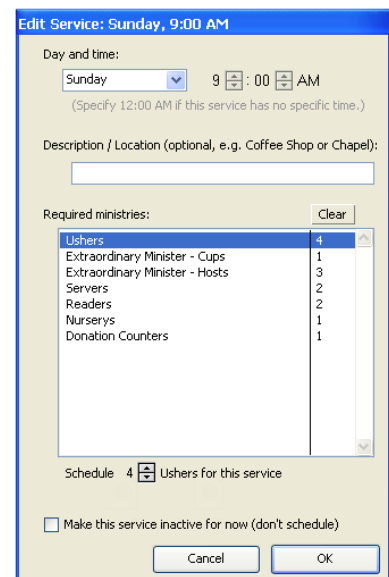 Edit Service: Sunday, 9:00 AM
Day and time:
Sunday 9 : 00 AM
(Specify 12:00 AM if this service has no specific time.)
Description / Location (optional, e.g. Coffee Shop or Chapel):
Required ministries: Clear
Ushers 4
Extraordinary Minister - Cups 1
Extraordinary Minister - Hosts 3
Servers 2
Readers 2
Nurserys 1
Donation Counters 1
Schedule 4 Ushers for this service
Make this service inactive for now (don't schedule)
Cancel OK